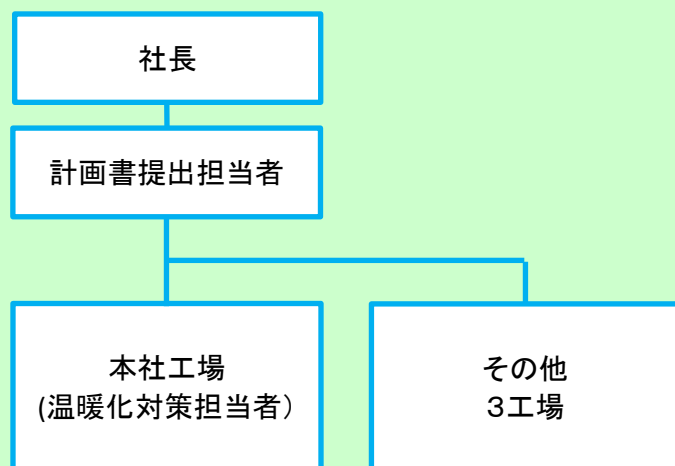 社長
計画書提出担当者
本社工場
(温暖化対策担当者）
その他
３工場